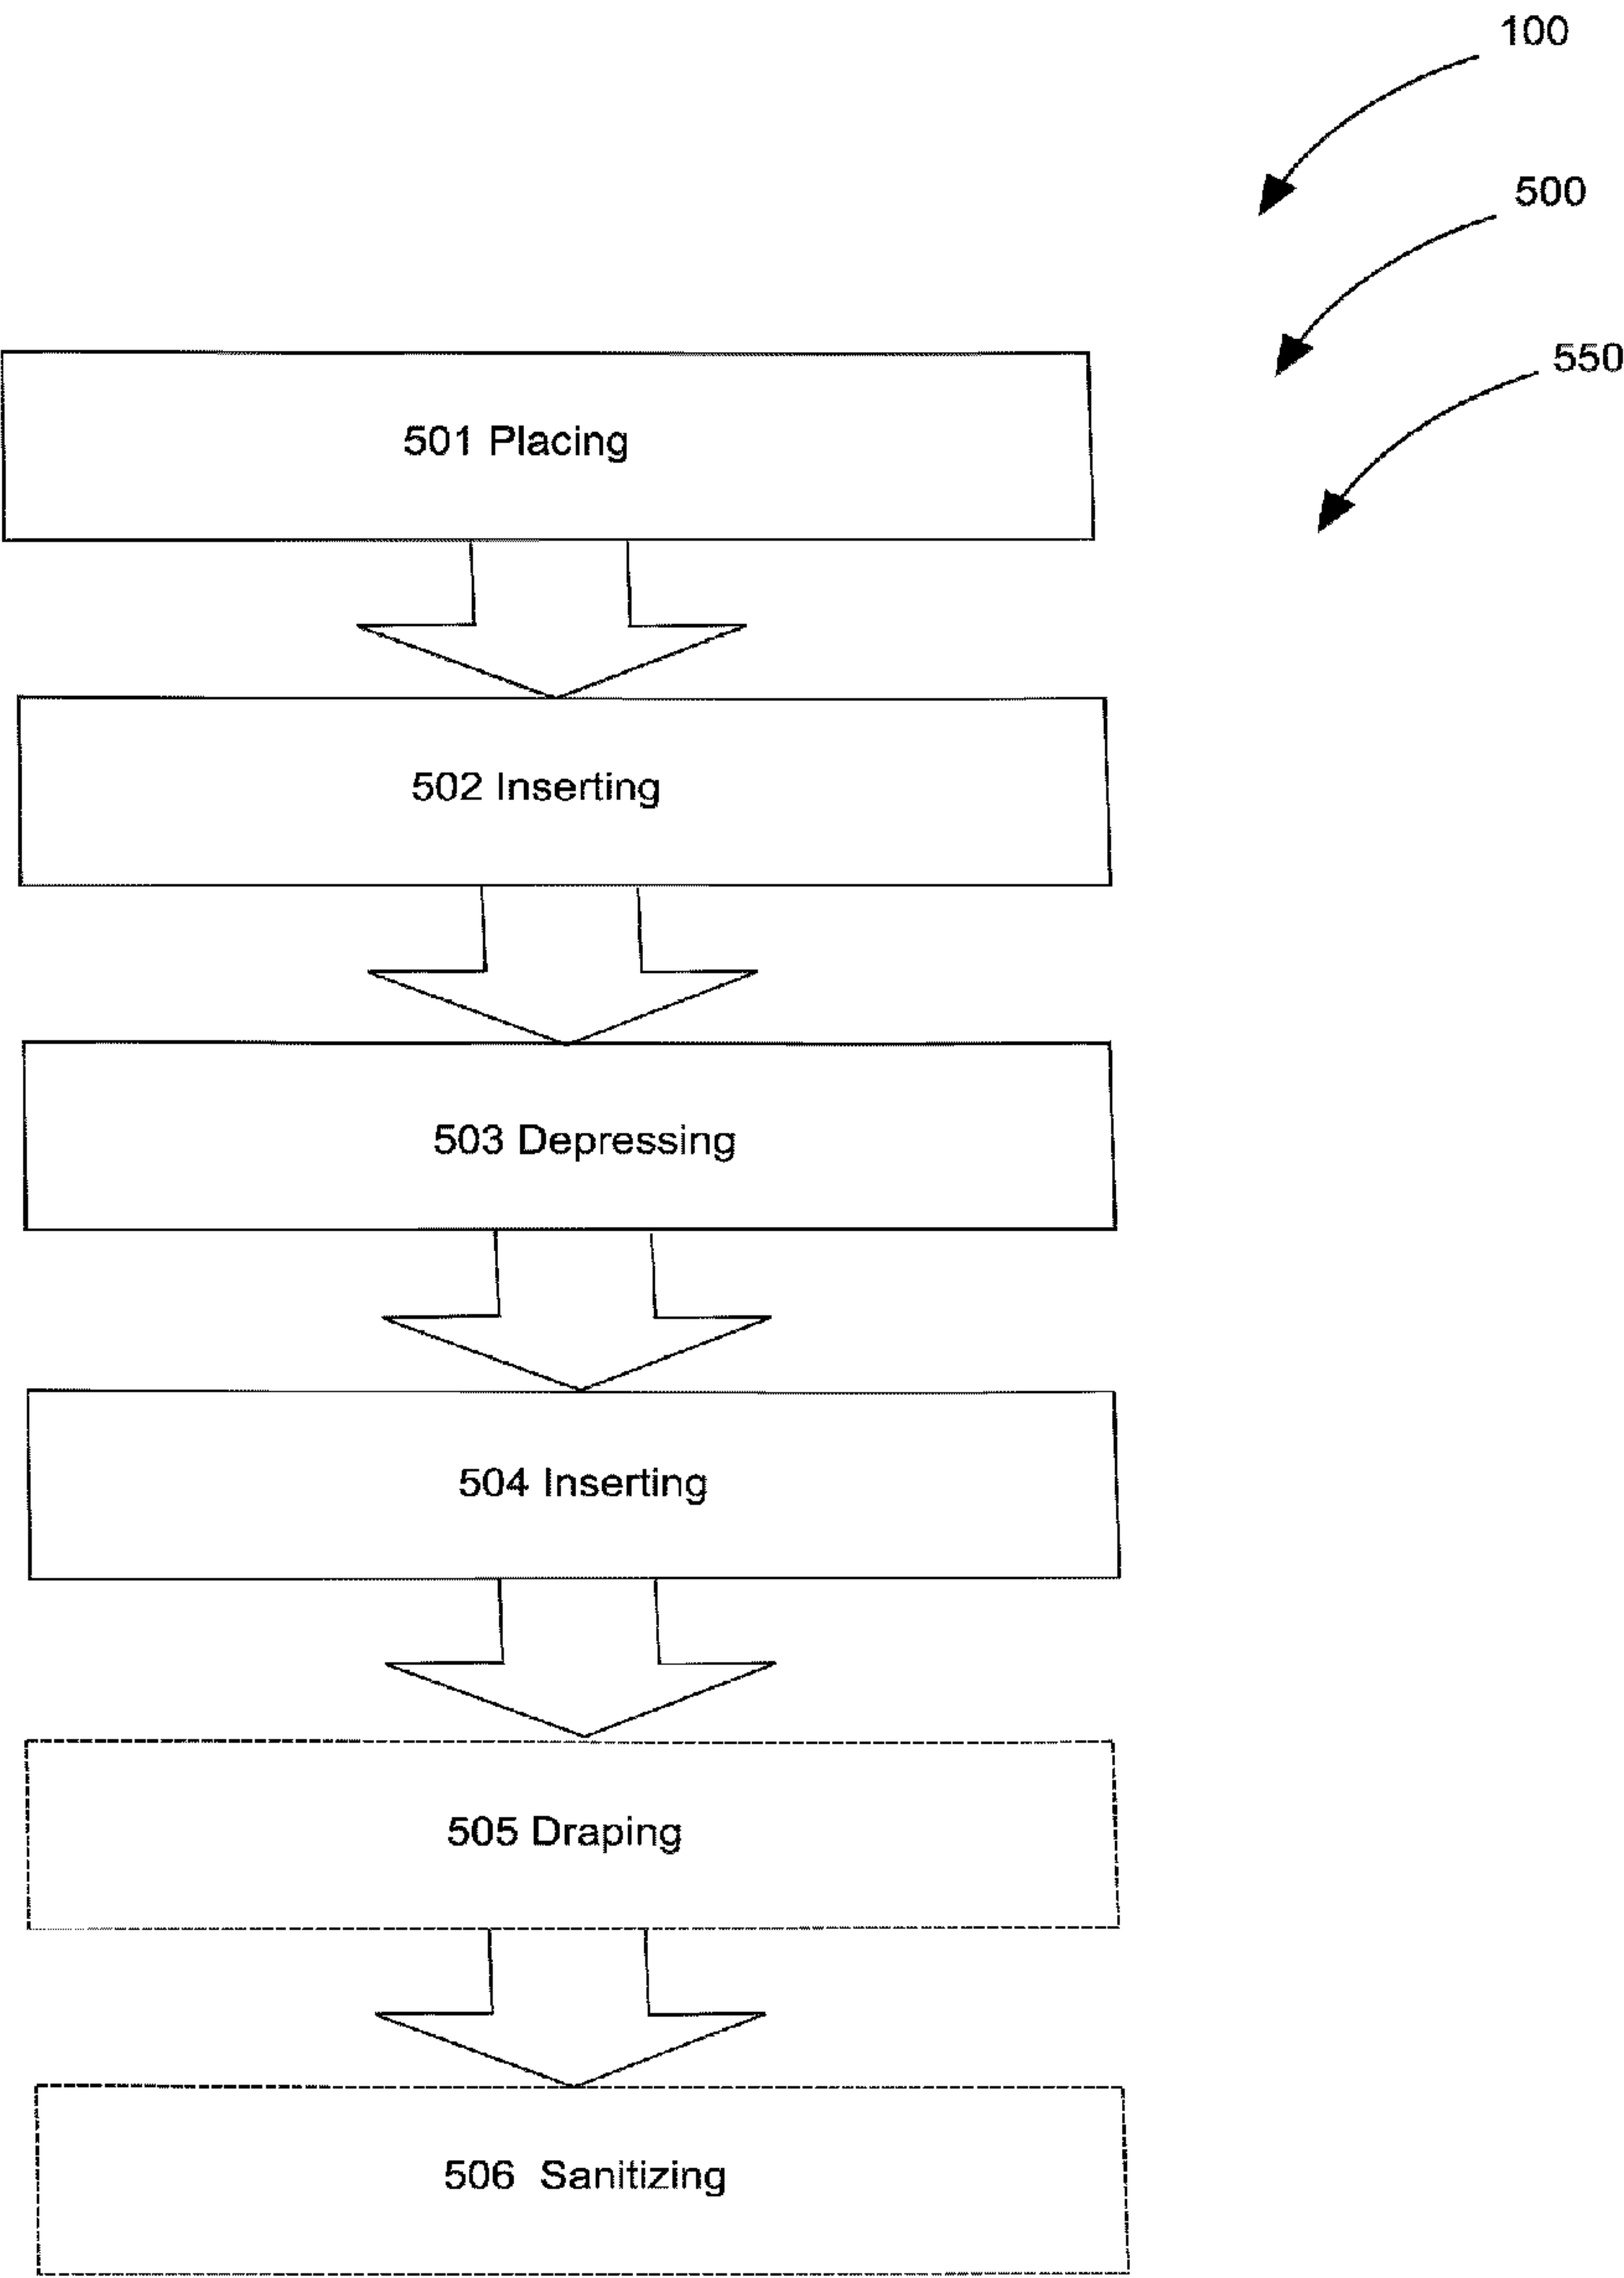 100
500
550
501 Placing
502 Inserting
503 Depressing
504 Inserting
505 Draping
506 Sanitizing